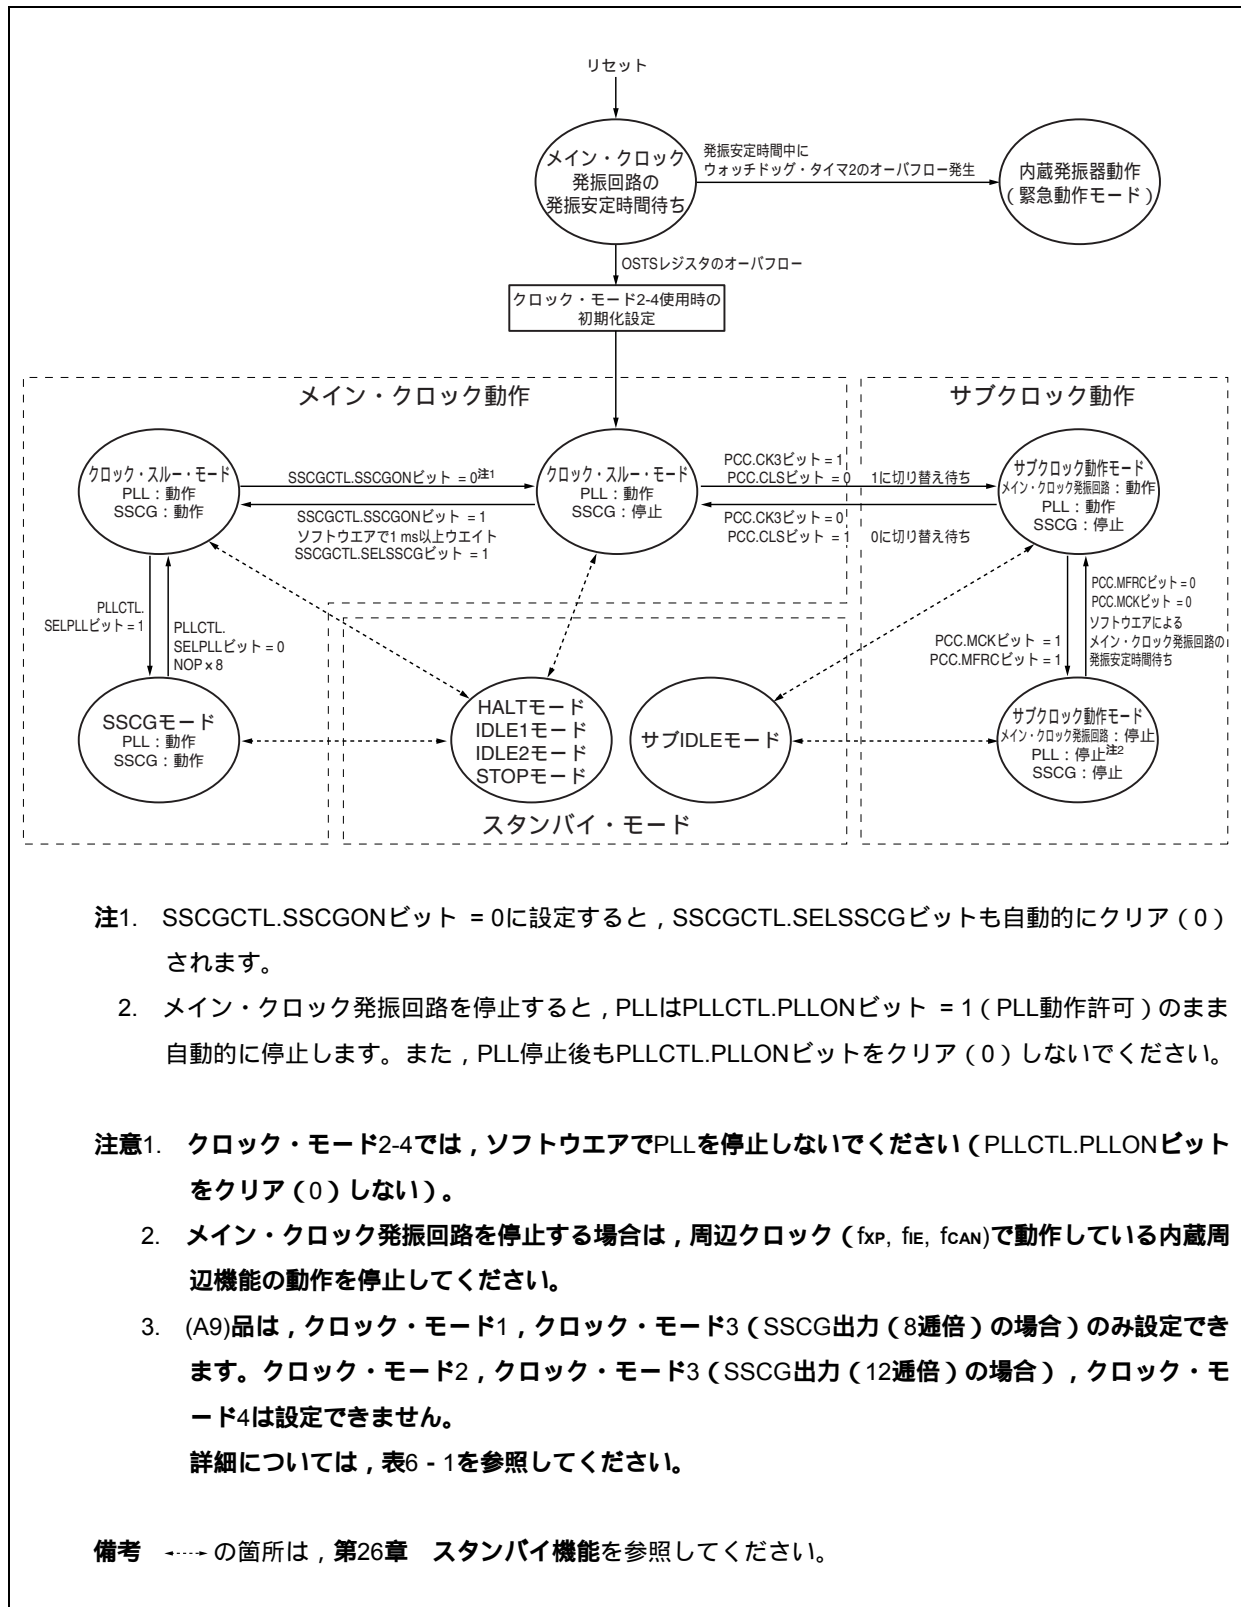 リセット
メイン・クロック
発振回路の
発振安定時間待ち
発振安定時間中に
ウォッチドッグ・タイマ2のオーバフロー発生
内蔵発振器動作
（緊急動作モード）
OSTSレジスタのオーバフロー
クロック・モード2-4使用時の
初期化設定
メイン・クロック動作
サブクロック動作
クロック・スルー・モード
PLL：動作
SSCG：動作
SSCGCTL.SSCGONビット = 0注1
SSCGCTL.SSCGONビット = 1
ソフトウエアで1 ms以上ウエイト
SSCGCTL.SELSSCGビット = 1
クロック・スルー・モード
PLL：動作
SSCG：停止
PCC.CK3ビット = 1
PCC.CLSビット = 0 1に切り替え待ち
PCC.CK3ビット = 0
PCC.CLSビット = 1 0に切り替え待ち
サブクロック動作モード
メイン・クロック発振回路：動作
PLL：動作
SSCG：停止
PLLCTL.
SELPLLビット = 1
PLLCTL.
SELPLLビット = 0
NOP×8
PCC.MCKビット = 1
PCC.MFRCビット = 1
PCC.MFRCビット = 0
PCC.MCKビット = 0
ソフトウエアによる
メイン・クロック発振回路の
発振安定時間待ち
SSCGモード
PLL：動作
SSCG：動作
HALTモード
IDLE1モード
IDLE2モード
STOPモード
サブIDLEモード
サブクロック動作モード
メイン・クロック発振回路：停止
PLL：停止注2
SSCG：停止
スタンバイ・モード
注1. SSCGCTL.SSCGONビット = 0に設定すると，SSCGCTL.SELSSCGビットも自動的にクリア（0）
されます。
2. メイン・クロック発振回路を停止すると，PLLはPLLCTL.PLLONビット = 1（PLL動作許可）のまま
自動的に停止します。また，PLL停止後もPLLCTL.PLLONビットをクリア（0）しないでください。
注意1. クロック・モード2-4では，ソフトウエアでPLLを停止しないでください（PLLCTL.PLLONビット
をクリア（0）しない）。
2. メイン・クロック発振回路を停止する場合は，周辺クロック（fXP, fIE, fCAN)で動作している内蔵周
辺機能の動作を停止してください。
3. (A9)品は，クロック・モード1，クロック・モード3（SSCG出力（8逓倍）の場合）のみ設定でき
ます。クロック・モード2，クロック・モード3（SSCG出力（12逓倍）の場合），クロック・モ
ード4は設定できません。
詳細については，表6 - 1を参照してください。
備考 の箇所は，第26章 スタンバイ機能を参照してください。